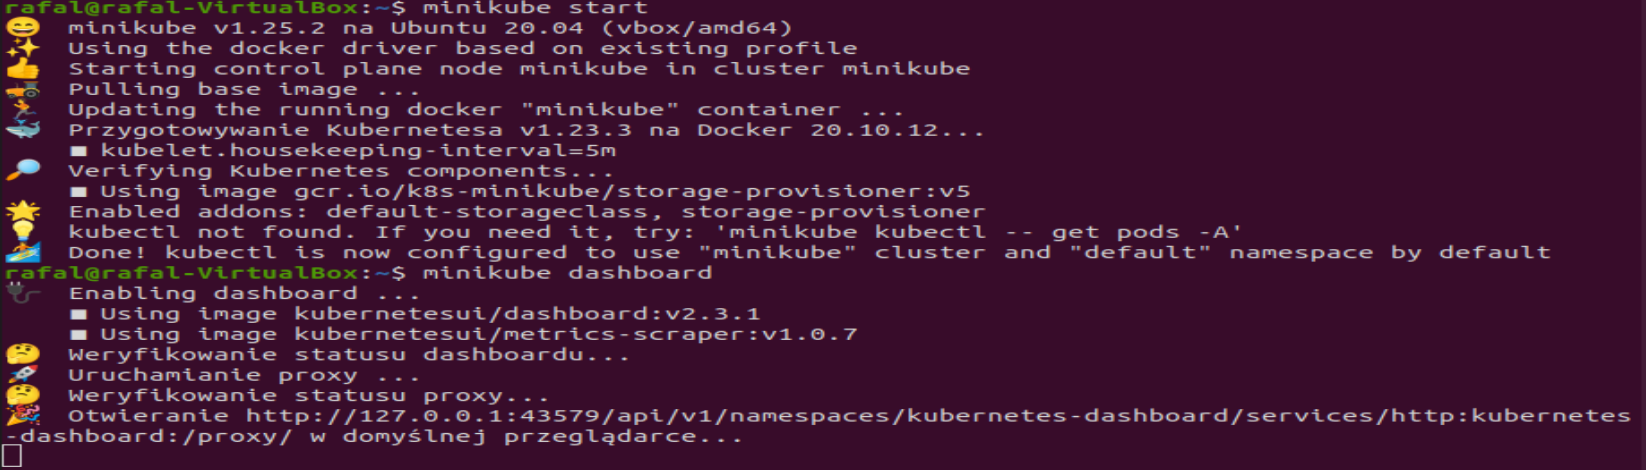 rafal@rafal-VirtualBox:~$ minikube start
😄  minikube v1.25.2 na Ubuntu 20.04 (vbox/amd64)
✨  Using the docker driver based on existing profile
👍  Starting control plane node minikube in cluster minikube
🚜  Pulling base image ...
🏃  Updating the running docker "minikube" container ...
🐳  Przygotowywanie Kubernetesa v1.23.3 na Docker 20.10.12...
    ■ kubelet.housekeeping-interval=5m
🔎  Verifying Kubernetes components...
    ■ Using image gcr.io/k8s-minikube/storage-provisioner:v5
🌟  Enabled addons: default-storageclass, storage-provisioner
💡  kubectl not found. If you need it, try: 'minikube kubectl -- get pods -A'
🏄  Done! kubectl is now configured to use "minikube" cluster and "default" namespace by default
rafal@rafal-VirtualBox:~$ minikube dashboard
🔌  Enabling dashboard ...
    ■ Using image kubernetesui/dashboard:v2.3.1
    ■ Using image kubernetesui/metrics-scraper:v1.0.7
🤔  Weryfikowanie statusu dashboardu...
🚀  Uruchamianie proxy ...
🤔  Weryfikowanie statusu proxy...
🎉  Otwieranie http://127.0.0.1:43579/api/v1/namespaces/kubernetes-dashboard/services/http:kubernetes
-dashboard:/proxy/ w domyślnej przeglądarce...